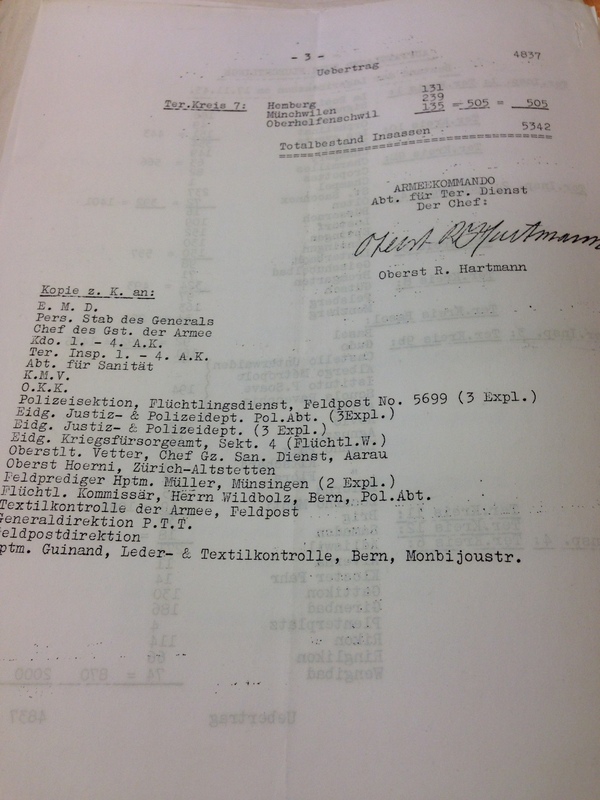 - 3 -
4837
Uebertrag
Ter.Kreis 7: Hemberg 131
Münchwilen 239
Oberhelfenschwil 135 = 505 = 505
Totalbestand Insassen 5342
ARMEEKOMMANDO
Abt. für Ter. Dienst
Der Chef:
Oberst R Hartmann
Oberst R. Hartmann
Kopie z. K. an:
E. M. D.
Pers. Stab des Generals
Chef des Gst. der Armee
Kdo. 1. - 4. A.K.
Ter. Insp. 1. - 4. A.K.
Abt. für Sanität
K.M.V.
O.K.K.
Polizeisektion, Flüchtlingsdienst, Feldpost No. 5699 (3 Expl.)
Eidg. Justiz- & Polizeidept. Pol.Abt. (3Expl.)
Eidg. Justiz- & Polizeidept. (3 Expl.)
Eidg. Kriegsfürsorgeamt, Sekt. 4 (Flüchtl.W.)
Oberstlt. Vetter, Chef Gz. San. Dienst, Aarau
Oberst Hoerni, Zürich-Altstetten
Feldprediger Hptm. Müller, Münsingen (2 Expl.)
Flüchtl. Kommissär, Herrn Wildbolz, Bern, Pol.Abt.
Textilkontrolle der Armee, Feldpost
Generaldirektion P.T.T.
eldpostdirektion
ptm. Guinand, Leder- & Textilkontrolle, Bern, Monbijoustr.